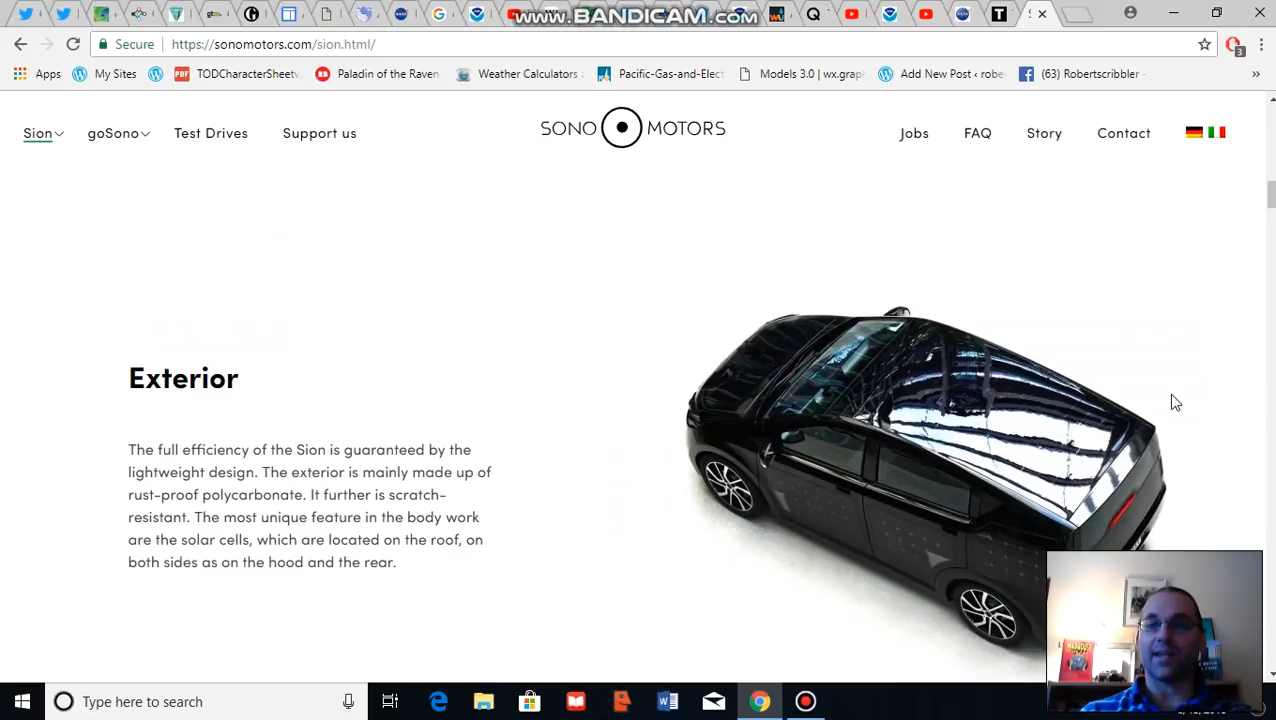 www.BANDICAM.com
Secure https://sonomotors.com/sion.html/
3
Apps My Sites TODCharacterSheetv. Paladin of the Raven Weather Calculators Pacific-Gas-and-Elect Models 3.0 | wx.grap Add New Post ‹ robe (63) Robertscribbler - »
Sion goSono Test Drives Support us SONO MOTORS Jobs FAQ Story Contact
Exterior
The full efficiency of the Sion is guaranteed by the
lightweight design. The exterior is mainly made up of
rust-proof polycarbonate. It further is scratch-
resistant. The most unique feature in the body work
are the solar cells, which are located on the roof, on
both sides as on the hood and the rear.
Type here to search